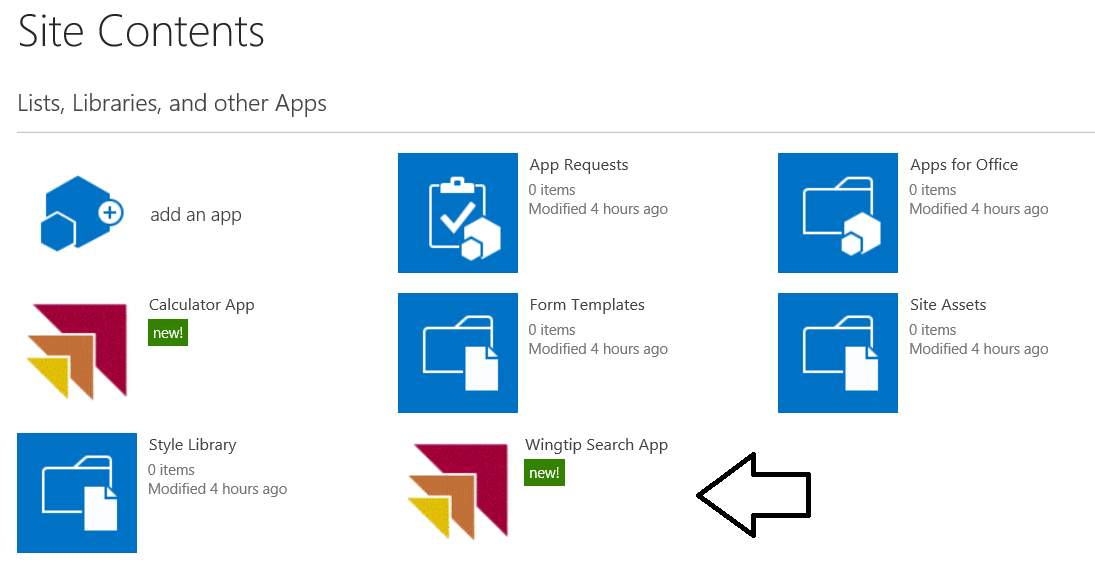 Site Contents
Lists, Libraries, and other Apps
add an app
App Requests
0 items
Modified 4 hours ago
Apps for Office
0 items
Modified 4 hours ago
Calculator App
new!
Form Templates
0 items
Modified 4 hours ago
Site Assets
0 items
Modified 4 hours ago
Style Library
0 items
Modified 4 hours ago
Wingtip Search App
new!